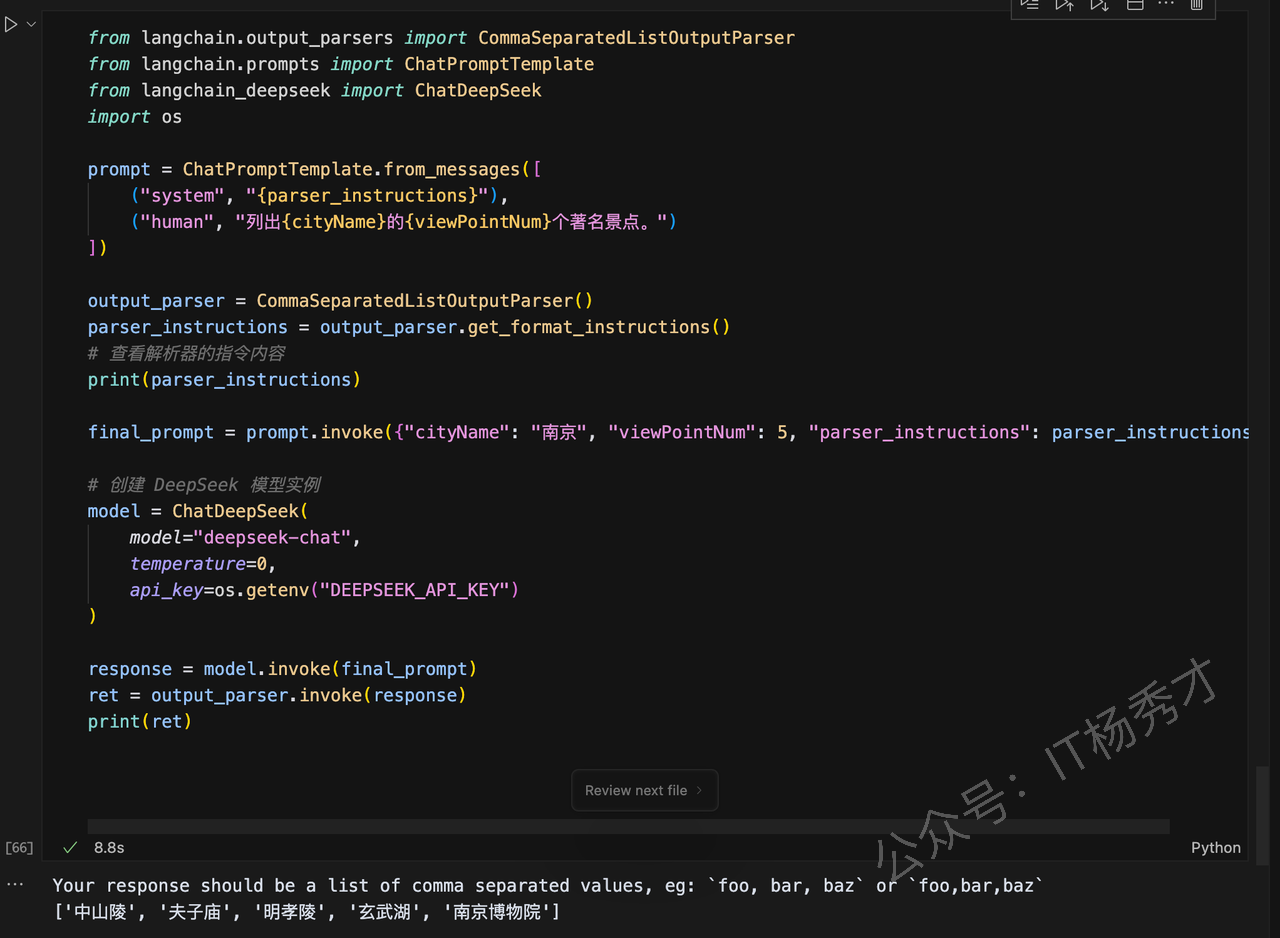 from langchain.output_parsers import CommaSeparatedListOutputParser
from langchain.prompts import ChatPromptTemplate
from langchain_deepseek import ChatDeepSeek
import os
prompt = ChatPromptTemplate.from_messages([
("system", "{parser_instructions}"),
("human", "列出{cityName}的{viewPointNum}个著名景点。")
])
output_parser = CommaSeparatedListOutputParser()
parser_instructions = output_parser.get_format_instructions()
# 查看解析器的指令内容
print(parser_instructions)
final_prompt = prompt.invoke({"cityName": "南京", "viewPointNum": 5, "parser_instructions": parser_instructions
# 创建 DeepSeek 模型实例
model = ChatDeepSeek(
model="deepseek-chat",
temperature=0,
api_key=os.getenv("DEEPSEEK_API_KEY")
)
response = model.invoke(final_prompt)
ret = output_parser.invoke(response)
print(ret)
Review next file
公众号：IT杨秀才
[66]
8.8s
Python
Your response should be a list of comma separated values, eg: `foo, bar, baz` or `foo,bar,baz`
['中山陵', '夫子庙', '明孝陵', '玄武湖', '南京博物院']